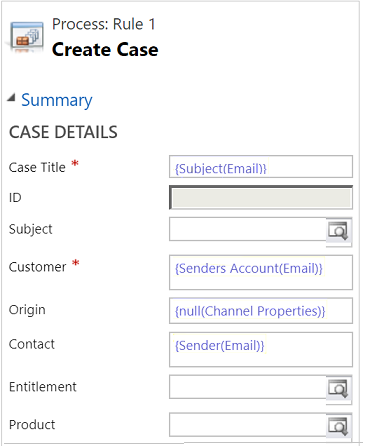 Process: Rule 1
Create Case
Summary
CASE DETAILS
Case Title * {Subject(Email)}
ID
Subject
Customer * {Senders Account(Email)}
Origin {null(Channel Properties)}
Contact {Sender(Email)}
Entitlement
Product